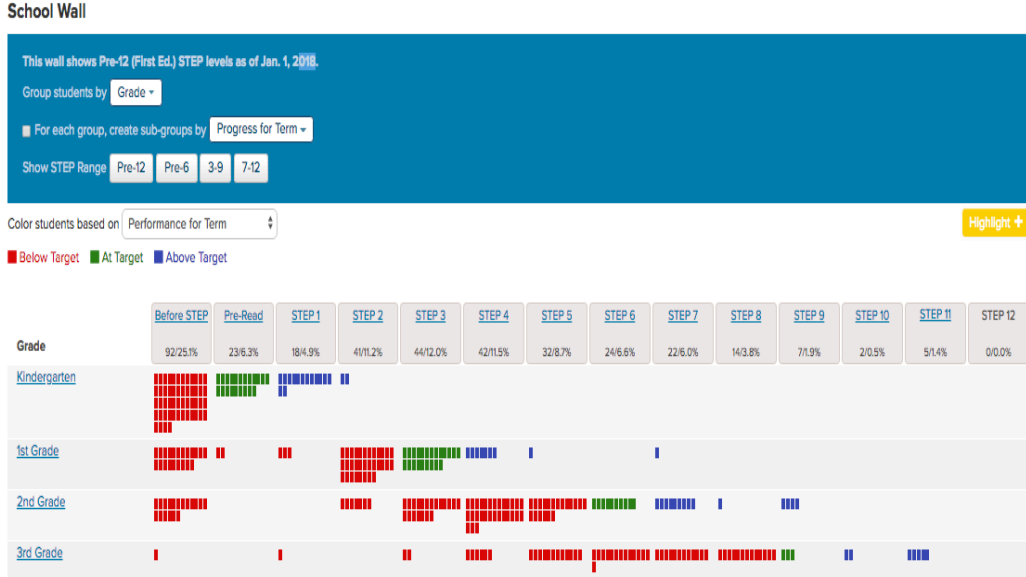 School Wall
This wall shows Pre-12 (First Ed.) STEP levels as of Jan. 1, 2018.
Group students by Grade
For each group, create sub-groups by Progress for Term
Show STEP Range Pre-12 Pre-6 3-9 7-12
Color students based on Performance for Term Highlight +
Below Target At Target Above Target
Before STEP Pre-Read STEP 1 STEP 2 STEP 3 STEP 4 STEP 5 STEP 6 STEP 7 STEP 8 STEP 9 STEP 10 STEP 11 STEP 12
Grade 92/25.1% 23/6.3% 18/4.9% 41/11.2% 44/12.0% 42/11.5% 32/8.7% 24/6.6% 22/6.0% 14/3.8% 7/1.9% 2/0.5% 5/1.4% 0/0.0%
Kindergarten
1st Grade
2nd Grade
3rd Grade